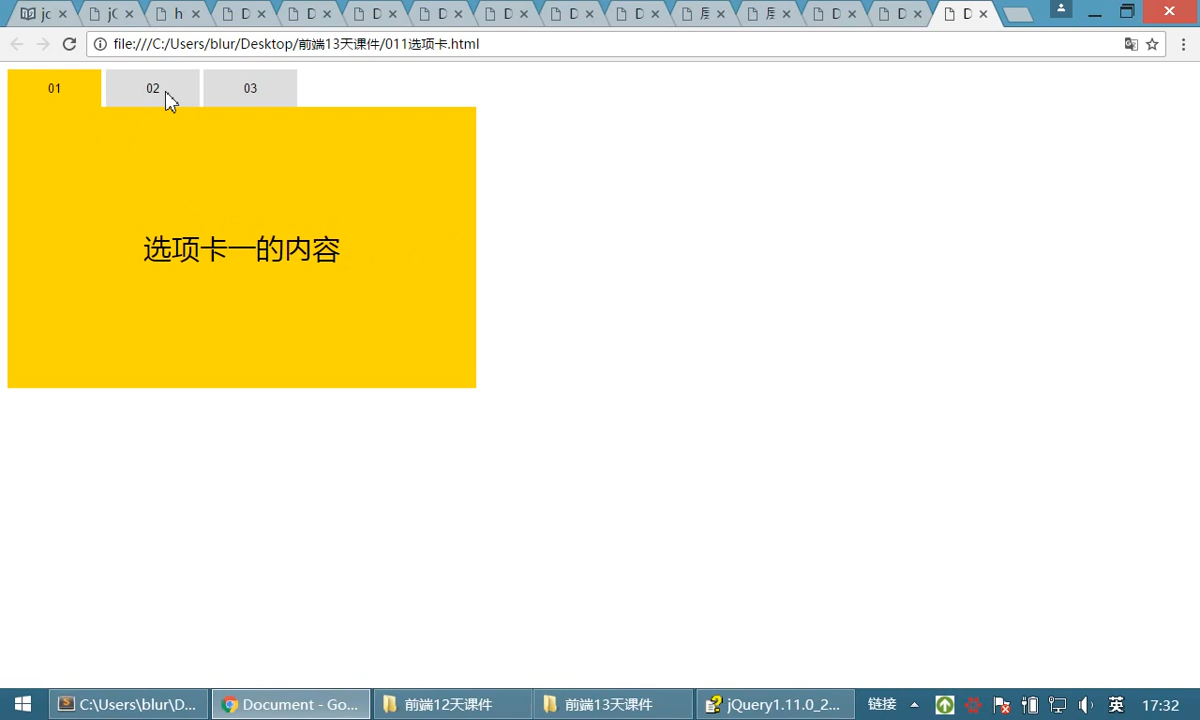 jc
jC
h
D
D
D
D
D
D
D
D
D
D
D
file:///C:/Users/blur/Desktop/前端13天课件/011选项卡.html
01
02
03
选项卡一的内容
C:\Users\blur\D...
Document - Go...
前端12天课件
前端13天课件
jQuery1.11.0_2...
链接
英
17:32